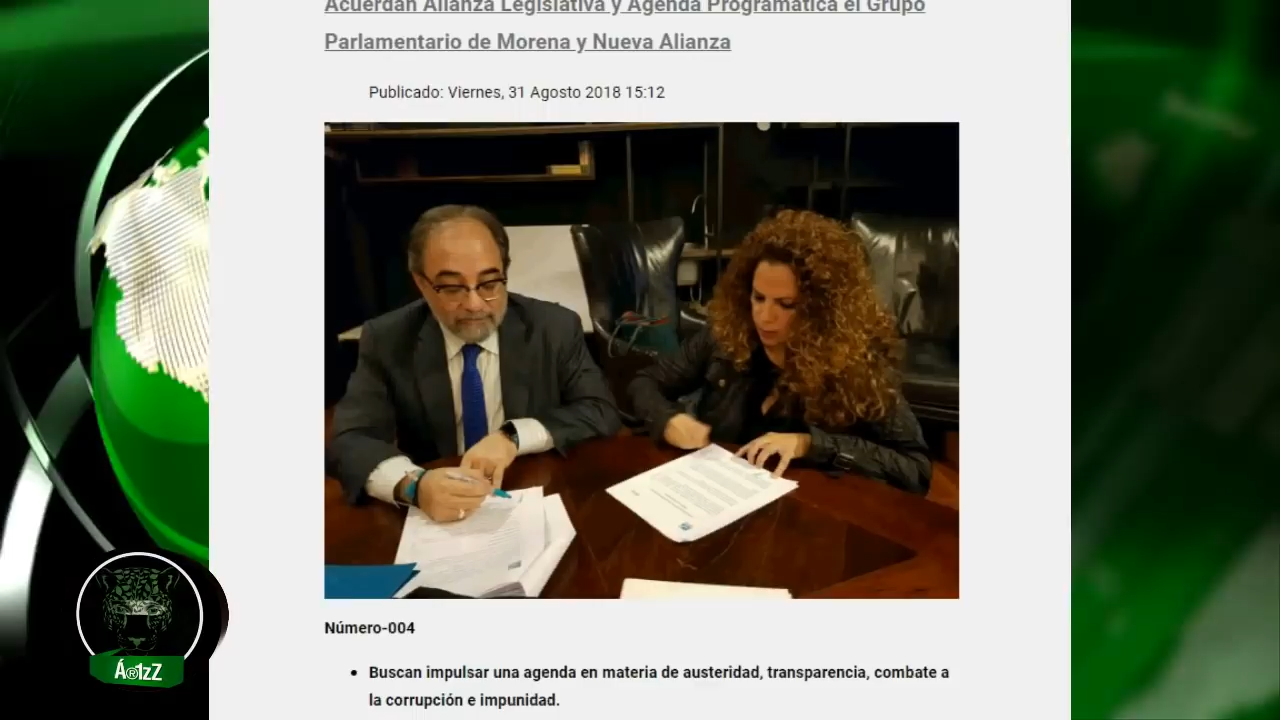 Acuerdan Alianza Legislativa y Agenda Programática el Grupo
Parlamentario de Morena y Nueva Alianza
Publicado: Viernes, 31 Agosto 2018 15:12
Número-004
• Buscan impulsar una agenda en materia de austeridad, transparencia, combate a
la corrupción e impunidad.
Á®1zZ